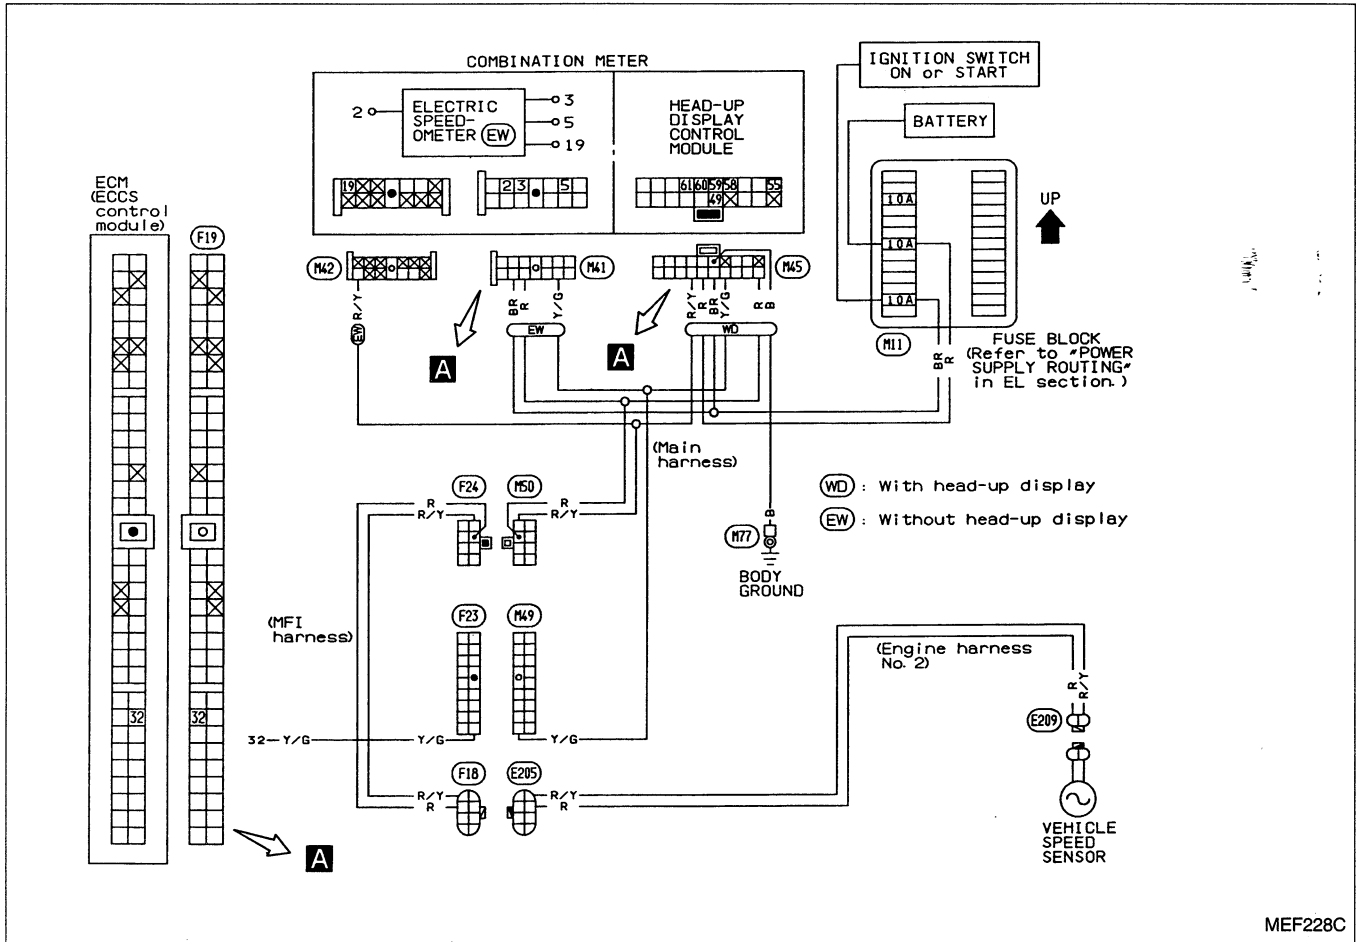 COMBINATION METER
IGNITION SWITCH
ON or START
BATTERY
2
ELECTRIC
SPEED-
OMETER
EW
3
5
19
HEAD-UP
DISPLAY
CONTROL
MODULE
19
2 3 5
61 60 59 58 55
49
10A
10A
10A
UP
ECM
(ECCS
control
module)
F19
M42
M41
M45
R/Y
BR
R
Y/G
R/Y
R
BR
Y/G
R
B
EW
EW
WD
A
A
M11
BR
R
FUSE BLOCK
(Refer to "POWER
SUPPLY ROUTING"
in EL section.)
(Main
harness)
WD : With head-up display
EW : Without head-up display
F24
M50
R
R/Y
R
R/Y
B
M77
BODY
GROUND
(MFI
harness)
F23
M49
(Engine harness
No. 2)
R
R/Y
E209
32
32
32 Y/G
Y/G
Y/G
F18
E205
R/Y
R
R/Y
R
VEHICLE
SPEED
SENSOR
A
MEF228C